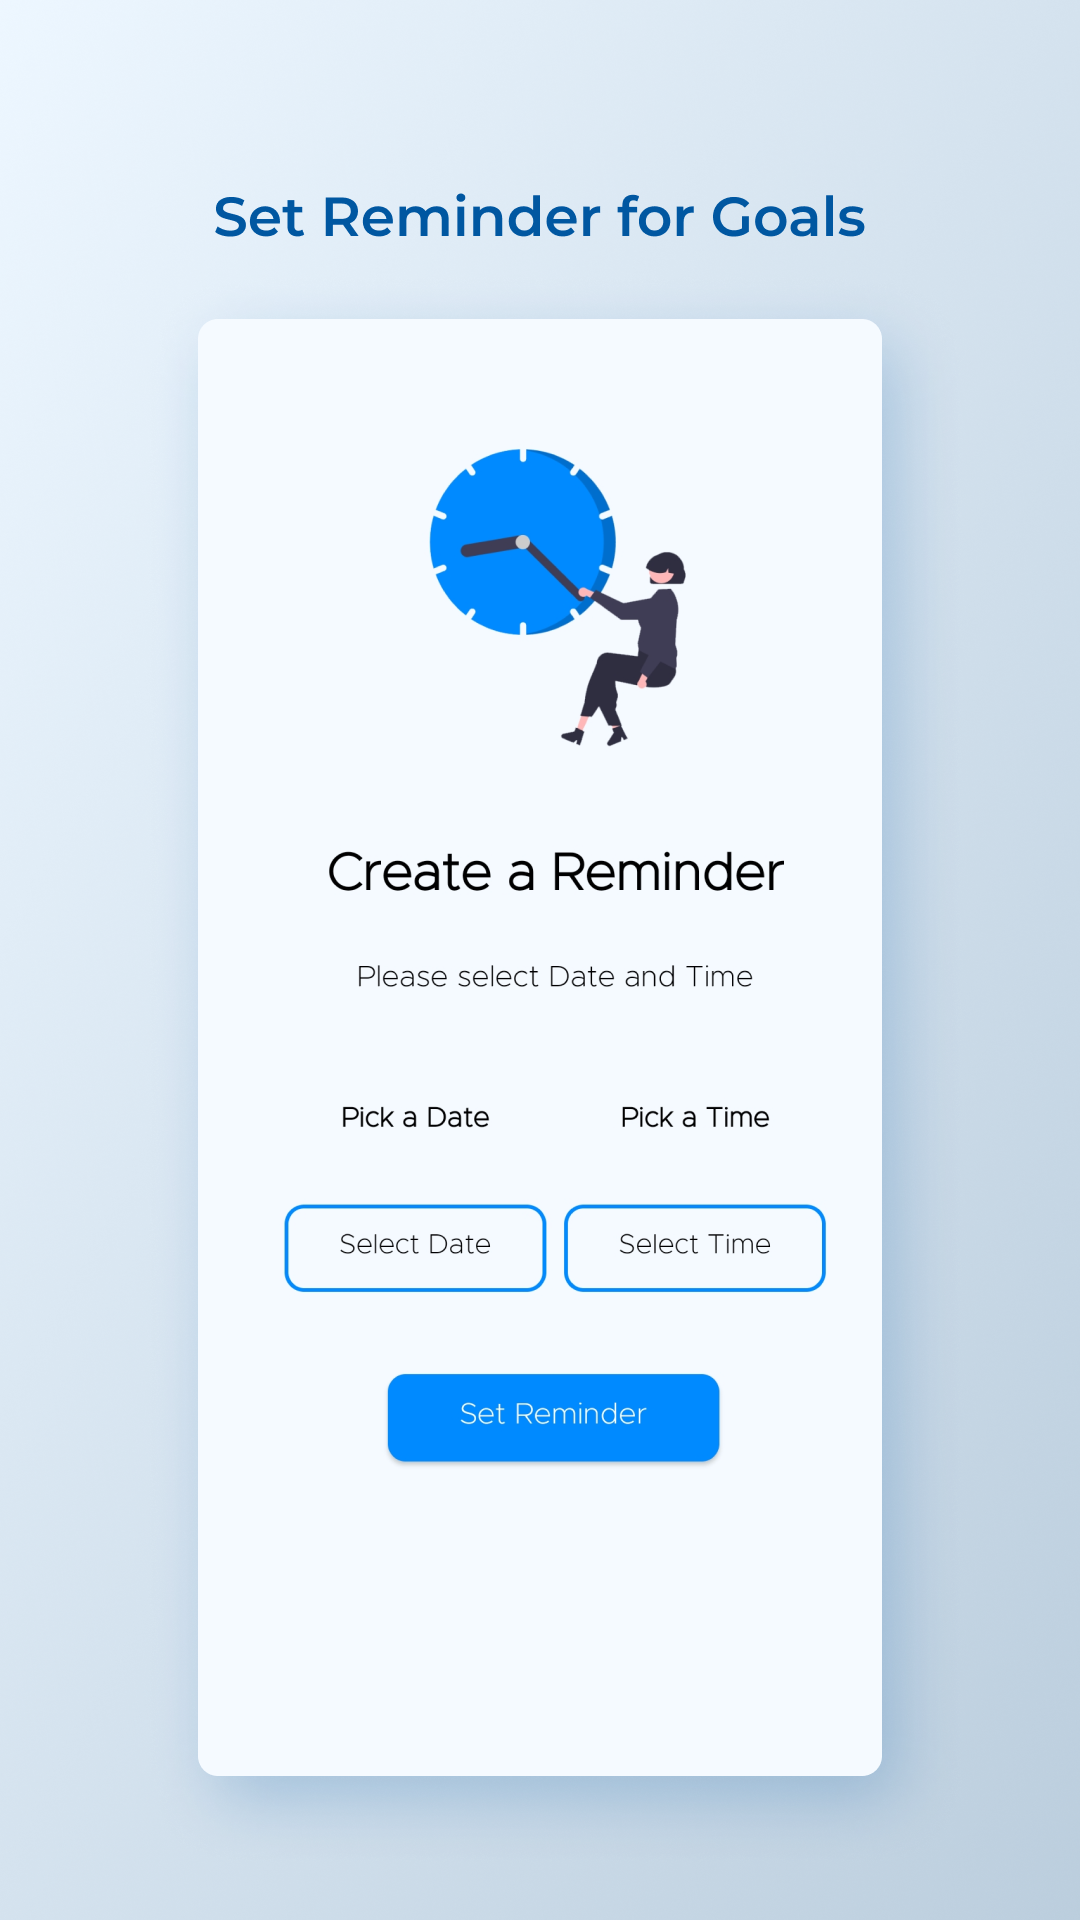 Set Reminder for Goals
Create a Reminder
Please select Date and Time
Pick a Date
Pick a Time
Select Date
Select Time
Set Reminder